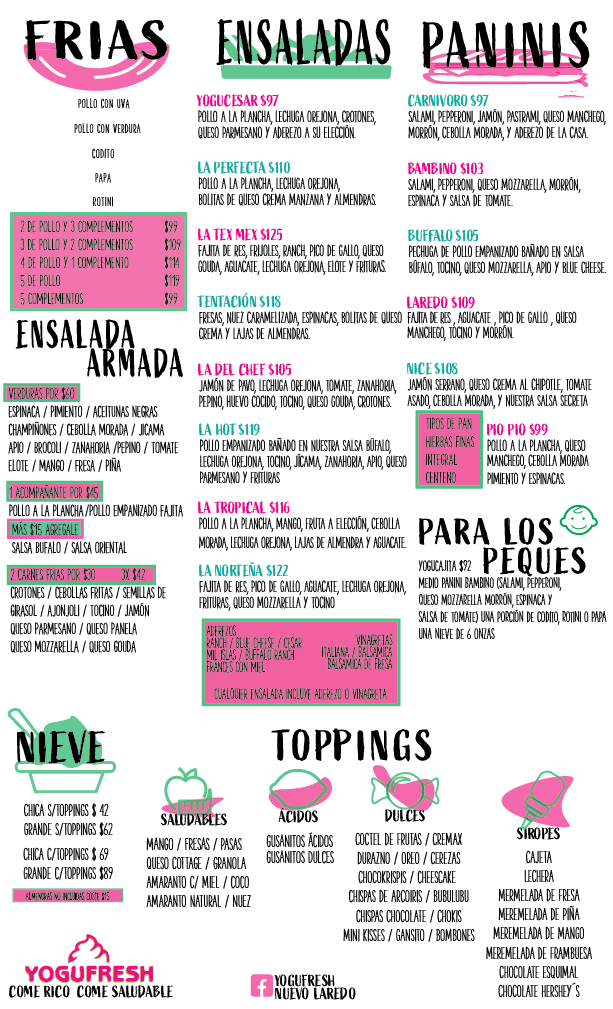 FRIAS
POLLO CON UVA
POLLO CON VERDURA
CODITO
PAPA
ROTINI
2 DE POLLO Y 3 COMPLEMENTOS $99
3 DE POLLO Y 2 COMPLEMENTOS $109
4 DE POLLO Y 1 COMPLEMENTO $114
5 DE POLLO $119
5 COMPLEMENTOS $99
ENSALADA
ARMADA
VERDURAS POR $60
ESPINACA / PIMIENTO / ACEITUNAS NEGRAS
CHAMPIÑONES / CEBOLLA MORADA / JICAMA
APIO / BROCOLI / ZANAHORIA /PEPINO / TOMATE
ELOTE / MANGO / FRESA / PIÑA
1 ACOMPAÑANTE POR $45
POLLO A LA PLANCHA /POLLO EMPANIZADO FAJITA
MÁS $15 AGREGALE
SALSA BUFALO / SALSA ORIENTAL
2 CARNES FRIAS POR $30 3X $42
CROTONES / CEBOLLAS FRITAS / SEMILLAS DE
GIRASOL / AJONJOLI / TOCINO / JAMÓN
QUESO PARMESANO / QUESO PANELA
QUESO MOZZARELLA / QUESO GOUDA
ENSALADAS
YOGUCESAR $97
POLLO A LA PLANCHA, LECHUGA OREJONA, CROTONES,
QUESO PARMESANO Y ADEREZO A SU ELECCIÓN.
LA PERFECTA $110
POLLO A LA PLANCHA, LECHUGA OREJONA,
BOLITAS DE QUESO CREMA MANZANA Y ALMENDRAS.
LA TEX MEX $125
FAJITA DE RES, FRIJOLES, RANCH, PICO DE GALLO, QUESO
GOUDA, AGUACATE, LECHUGA OREJONA, ELOTE Y FRITURAS.
TENTACIÓN $118
FRESAS, NUEZ CARAMELIZADA, ESPINACAS, BOLITAS DE QUESO
CREMA Y LAJAS DE ALMENDRAS.
LA DEL CHEF $105
JAMÓN DE PAVO, LECHUGA OREJONA, TOMATE, ZANAHORIA,
PEPINO, HUEVO COCIDO, TOCINO, QUESO GOUDA, CROTONES.
LA HOT $119
POLLO EMPANIZADO BAÑADO EN NUESTRA SALSA BÚFALO,
LECHUGA OREJONA, TOCINO, JÍCAMA, ZANAHORIA, APIO, QUESO
PARMESANO Y FRITURAS
LA TROPICAL $116
POLLO A LA PLANCHA, MANGO, FRUTA A ELECCIÓN, CEBOLLA
MORADA, LECHUGA OREJONA, LAJAS DE ALMENDRA Y AGUACATE.
LA NORTEÑA $122
FAJITA DE RES, PICO DE GALLO, AGUACATE, LECHUGA OREJONA,
FRITURAS, QUESO MOZZARELLA Y TOCINO
ADEREZOS
RANCH / BLUE CHEESE / CESAR
MIL ISLAS / BUFFALO RANCH
FRANCES CON MIEL
VINAGRETAS
ITALIANA / BALSAMICA
BALSAMICA DE FRESA
CUALQUIER ENSALADA INCLUYE ADEREZO O VINAGRETA
PANINIS
CARNIVORO $97
SALAMI, PEPPERONI, JAMÓN, PASTRAMI, QUESO MANCHEGO,
MORRÓN, CEBOLLA MORADA, Y ADEREZO DE LA CASA.
BAMBINO $103
SALAMI, PEPPERONI, QUESO MOZZARELLA, MORRÓN,
ESPINACA Y SALSA DE TOMATE.
BUFFALO $105
PECHUGA DE POLLO EMPANIZADO BAÑADO EN SALSA
BÚFALO, TOCINO, QUESO MOZZARELLA, APIO Y BLUE CHEESE.
LAREDO $109
FAJITA DE RES , AGUACATE , PICO DE GALLO , QUESO
MANCHEGO, TOCINO Y MORRÓN.
NICE $108
JAMÓN SERRANO, QUESO CREMA AL CHIPOTLE, TOMATE
ASADO, CEBOLLA MORADA, Y NUESTRA SALSA SECRETA
TIPOS DE PAN
HIERBAS FINAS
INTEGRAL
CENTENO
PIO PIO $99
POLLO A LA PLANCHA, QUESO
MANCHEGO, CEBOLLA MORADA
PIMIENTO Y ESPINACAS.
PARA LOS
PEQUES
YOGUCAJITA $92
MEDIO PANINI BAMBINO (SALAMI, PEPPERONI,
QUESO MOZZARELLA MORRÓN, ESPINACA Y
SALSA DE TOMATE) UNA PORCIÓN DE CODITO, ROTINI O PAPA
UNA NIEVE DE 6 ONZAS
NIEVE
CHICA S/TOPPINGS $ 42
GRANDE S/TOPPINGS $62
CHICA C/TOPPINGS $ 69
GRANDE C/TOPPINGS $89
ALMENDRAS NO INCLUIDAS COSTE $15
TOPPINGS
SALUDABLES
MANGO / FRESAS / PASAS
QUESO COTTAGE / GRANOLA
AMARANTO C/ MIEL / COCO
AMARANTO NATURAL / NUEZ
ÁCIDOS
GUSANITOS ÁCIDOS
GUSANITOS DULCES
DULCES
COCTEL DE FRUTAS / CREMAX
DURAZNO / OREO / CEREZAS
CHOCOKRISPIS / CHEESCAKE
CHISPAS DE ARCOIRIS / BUBULUBU
CHISPAS CHOCOLATE / CHOKIS
MINI KISSES / GANSITO / BOMBONES
SIROPES
CAJETA
LECHERA
MERMELADA DE FRESA
MEREMELADA DE PIÑA
MEREMELADA DE MANGO
MEREMELADA DE FRAMBUESA
CHOCOLATE ESQUIMAL
CHOCOLATE HERSHEY´S
YOGUFRESH
COME RICO COME SALUDABLE
f YOGUFRESH
NUEVO LAREDO